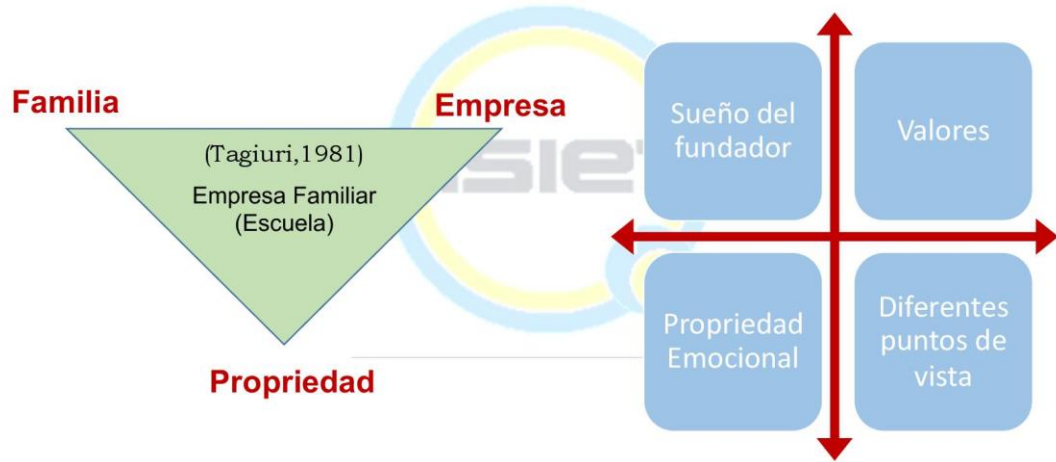 Familia
Empresa
(Tagiuri,1981)
Empresa Familiar
(Escuela)
Propriedad
Sueño del
fundador
Valores
Propriedad
Emocional
Diferentes
puntos de
vista